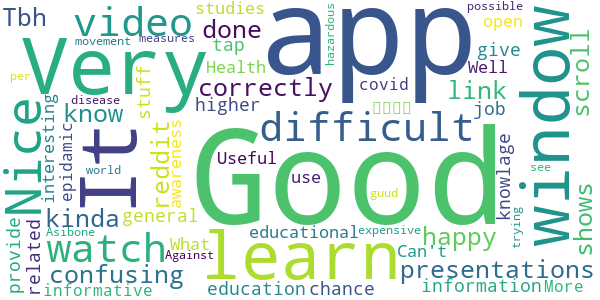 Tbh
video
studies
done
tap
Health
correctly
higher
app
hazardous
possible
movement
measures
open
give
Well
covid
link
job
window
scroll
Very
know
stuff
Nice
It
interesting
epidamic
per
disease
world
reddit
awareness
difficult
Useful
use
Good
knowlage
see
shows
kinda
general
related
provide
watch
Asibone
What
Against
learn
educational
expensive
guud
happy
trying
Can't
confusing
presentations
informative
education
chance
information
More